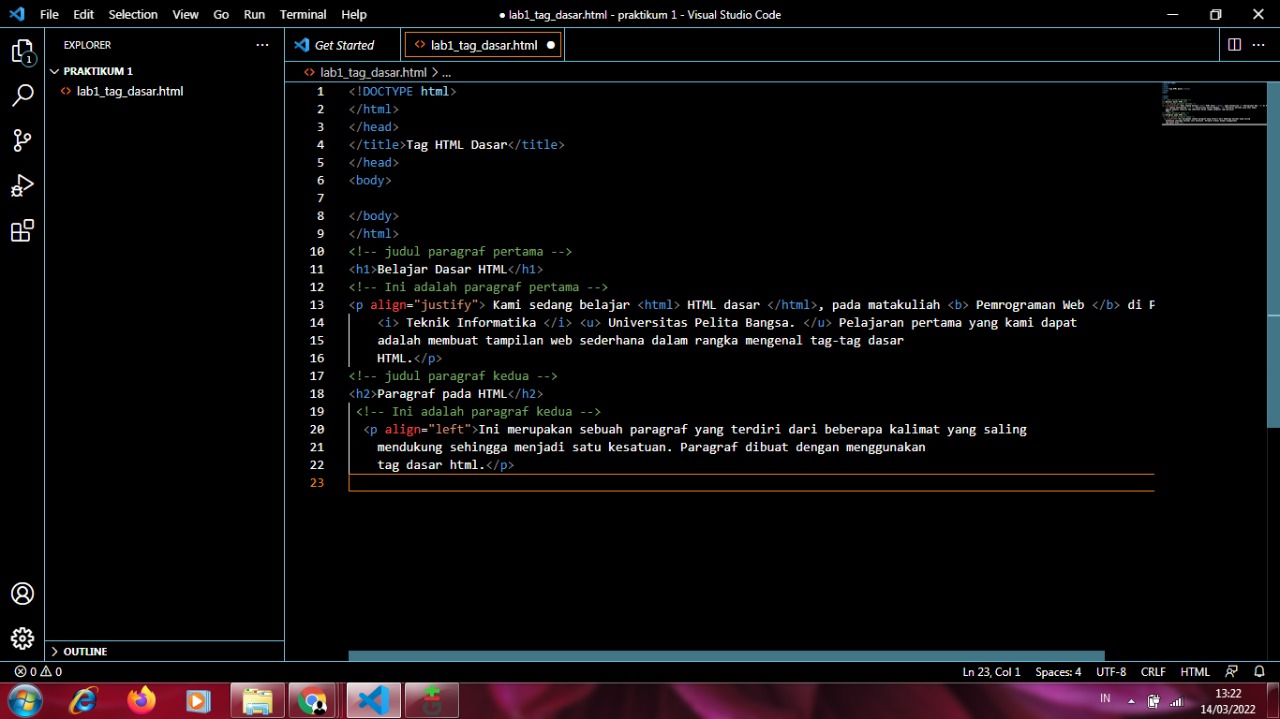 File Edit Selection View Go Run Terminal Help
● lab1_tag_dasar.html - praktikum 1 - Visual Studio Code
EXPLORER
PRAKTIKUM 1
lab1_tag_dasar.html
Get Started
lab1_tag_dasar.html
lab1_tag_dasar.html > ...
1 <!DOCTYPE html>
2 </html>
3 </head>
4 </title>Tag HTML Dasar</title>
5 </head>
6 <body>
7
8 </body>
9 </html>
10 <!-- judul paragraf pertama -->
11 <h1>Belajar Dasar HTML</h1>
12 <!-- Ini adalah paragraf pertama -->
13 <p align="justify"> Kami sedang belajar <html> HTML dasar </html>, pada matakuliah <b> Pemrograman Web </b> di P
14 <i> Teknik Informatika </i> <u> Universitas Pelita Bangsa. </u> Pelajaran pertama yang kami dapat
15 adalah membuat tampilan web sederhana dalam rangka mengenal tag-tag dasar
16 HTML.</p>
17 <!-- judul paragraf kedua -->
18 <h2>Paragraf pada HTML</h2>
19 <!-- Ini adalah paragraf kedua -->
20 <p align="left">Ini merupakan sebuah paragraf yang terdiri dari beberapa kalimat yang saling
21 mendukung sehingga menjadi satu kesatuan. Paragraf dibuat dengan menggunakan
22 tag dasar html.</p>
23
1
OUTLINE
0 0
Ln 23, Col 1 Spaces: 4 UTF-8 CRLF HTML
IN
13:22
14/03/2022